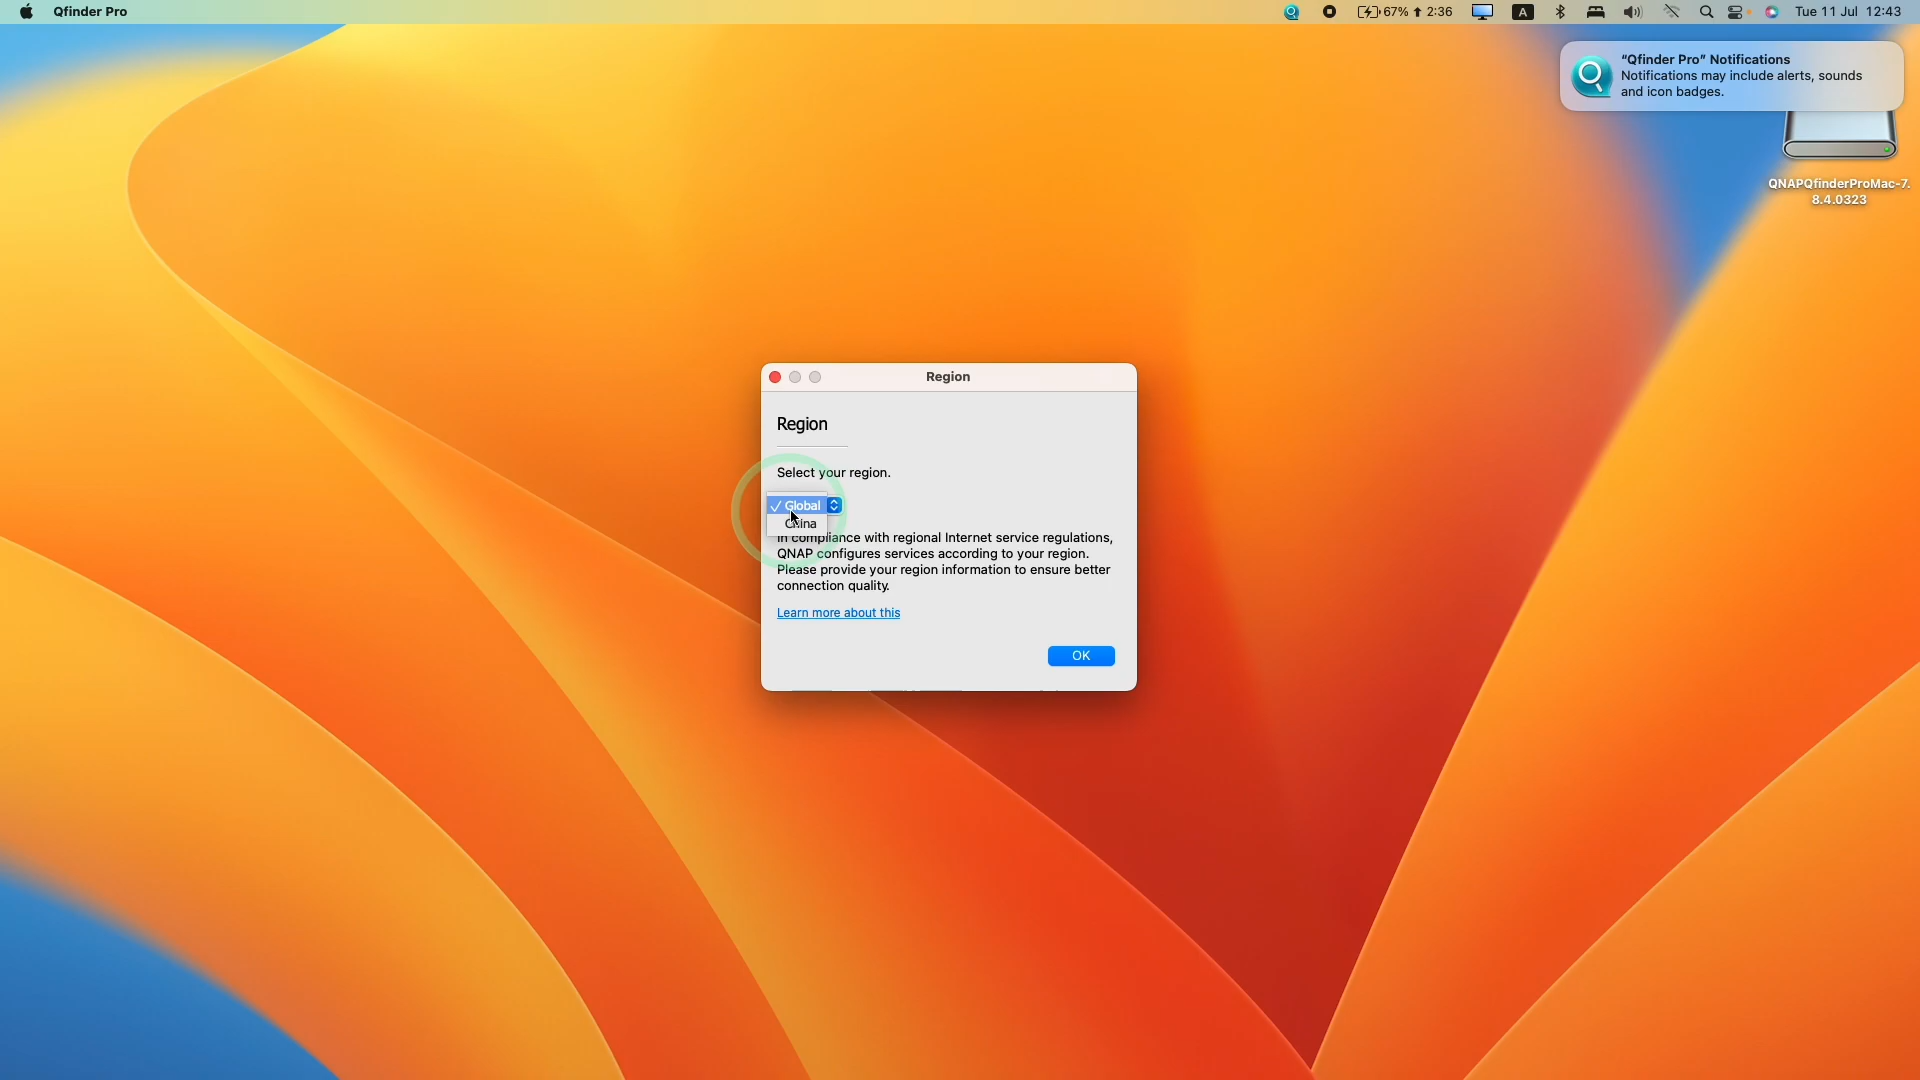 Qfinder Pro
67% 2:36
A
Tue 11 Jul 12:43
"Qfinder Pro" Notifications
Notifications may include alerts, sounds
and icon badges.
QNAPQfinderProMac-7.
8.4.0323
Region
Region
Select your region.
✓ Global
China
In compliance with regional Internet service regulations,
QNAP configures services according to your region.
Please provide your region information to ensure better
connection quality.
Learn more about this
OK